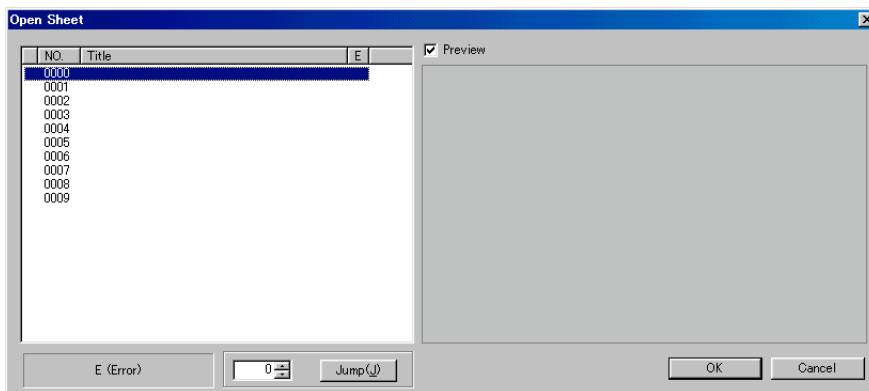 Open Sheet
NO. Title E
0000
0001
0002
0003
0004
0005
0006
0007
0008
0009
Preview
E (Error)
0 Jump(J)
OK Cancel